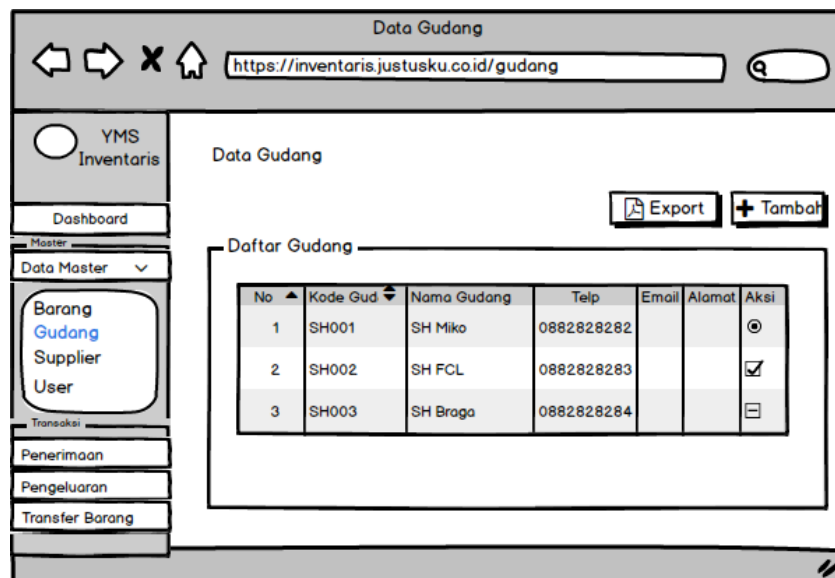 Data Gudang
https://inventaris.justusku.co.id/gudang
YMS
Inventaris
Data Gudang
Export
Tambah
Dashboard
Master
Data Master
Barang
Gudang
Supplier
User
Transaksi
Penerimaan
Pengeluaran
Transfer Barang
Daftar Gudang
No Kode Gud Nama Gudang Telp Email Alamat Aksi
1 SH001 SH Miko 0882828282
2 SH002 SH FCL 0882828283
3 SH003 SH Braga 0882828284